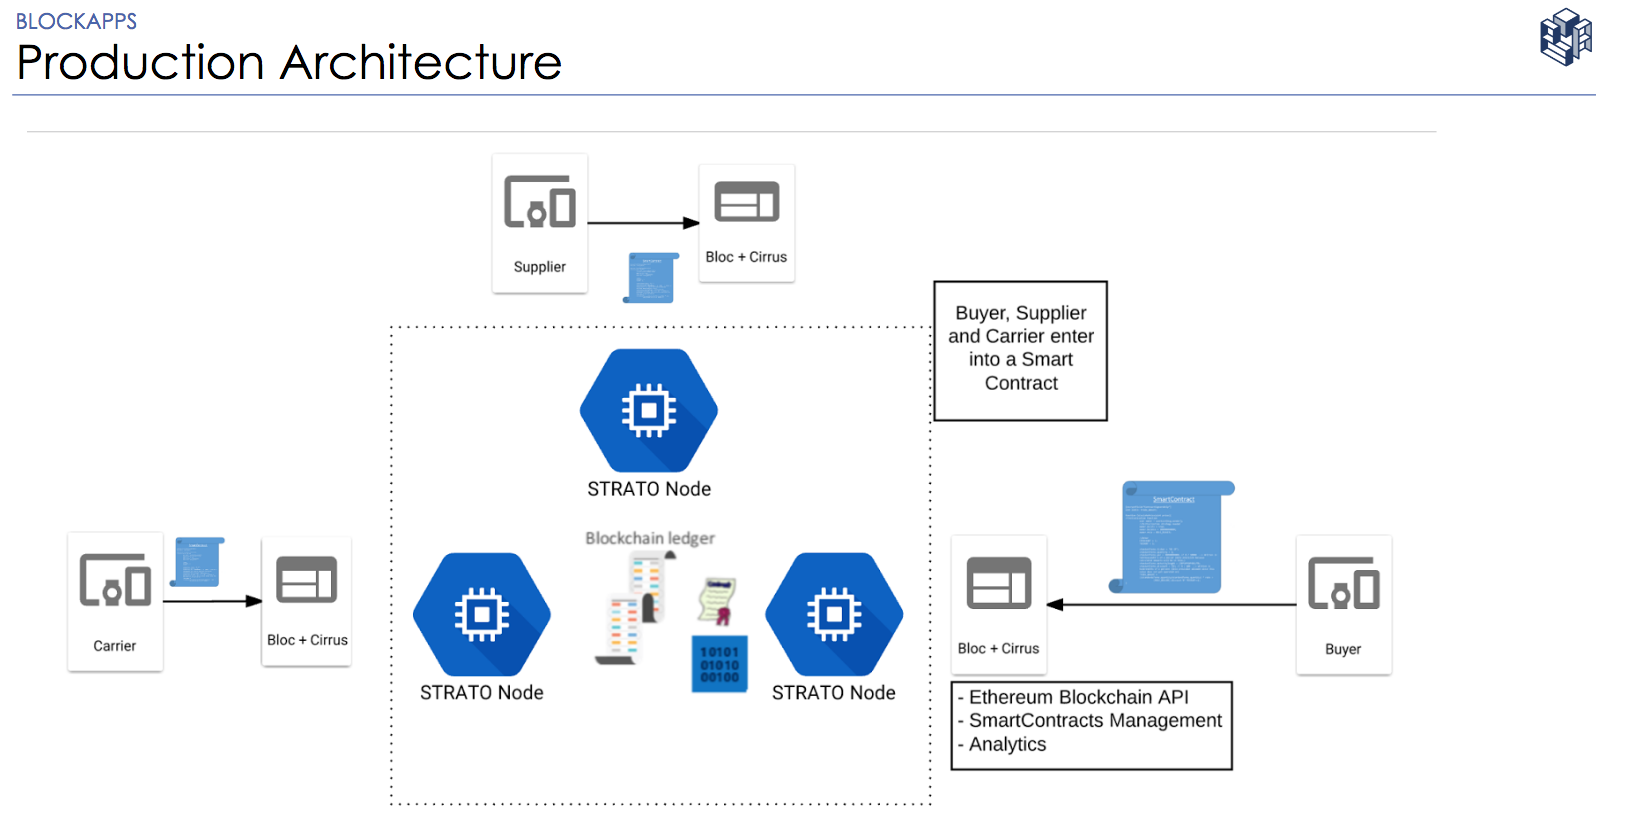 BLOCKAPPS
Production Architecture
Supplier
Bloc + Cirrus
Buyer, Supplier
and Carrier enter
into a Smart
Contract
STRATO Node
SmartContract
Blockchain ledger
Carrier
Bloc + Cirrus
10101
01010
00100
STRATO Node
STRATO Node
Bloc + Cirrus
Buyer
- Ethereum Blockchain API
- SmartContracts Management
- Analytics